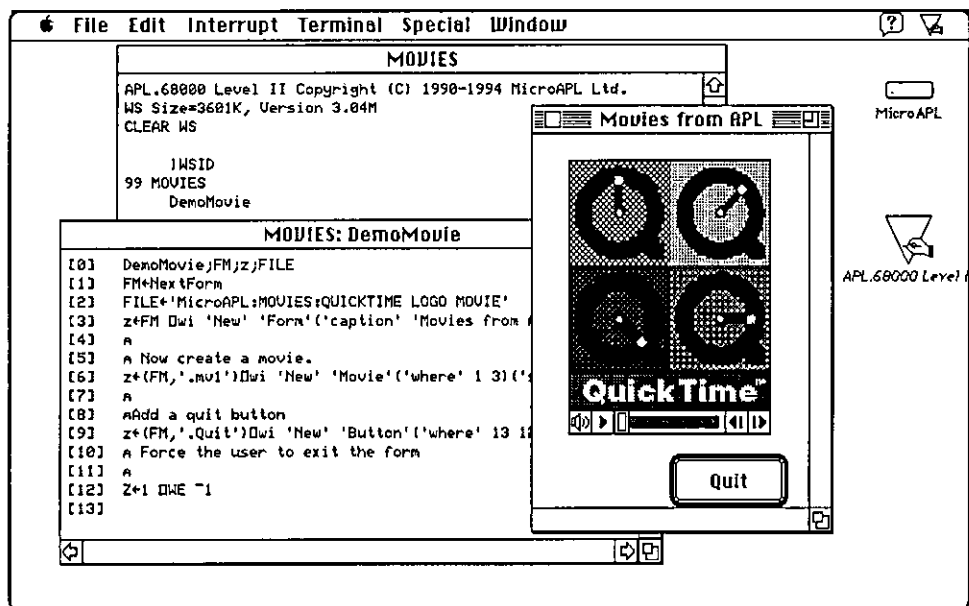 File Edit Interrupt Terminal Special Window
MOVIES
APL.68000 Level II Copyright (C) 1990-1994 MicroAPL Ltd.
WS Size=3601K, Version 3.04M
CLEAR WS
)WSID
99 MOVIES
DemoMovie
MOVIES: DemoMovie
[0] DemoMovie;FM;z;FILE
[1] FM←NextForm
[2] FILE←'MicroAPL:MOVIES:QUICKTIME LOGO MOVIE'
[3] z←FM ⎕wi 'New' 'Form'('caption' 'Movies from
[4] ⍝
[5] ⍝ Now create a movie.
[6] z←(FM,'.mv1')⎕wi 'New' 'Movie'('where' 1 3)('
[7] ⍝
[8] ⍝Add a quit button
[9] z←(FM,'.Quit')⎕wi 'New' 'Button'('where' 13
[10] ⍝ Force the user to exit the form
[11] ⍝
[12] Z←1 ⎕WE ¯1
[13]
Movies from APL
QuickTime™
Quit
MicroAPL
APL.68000 Level